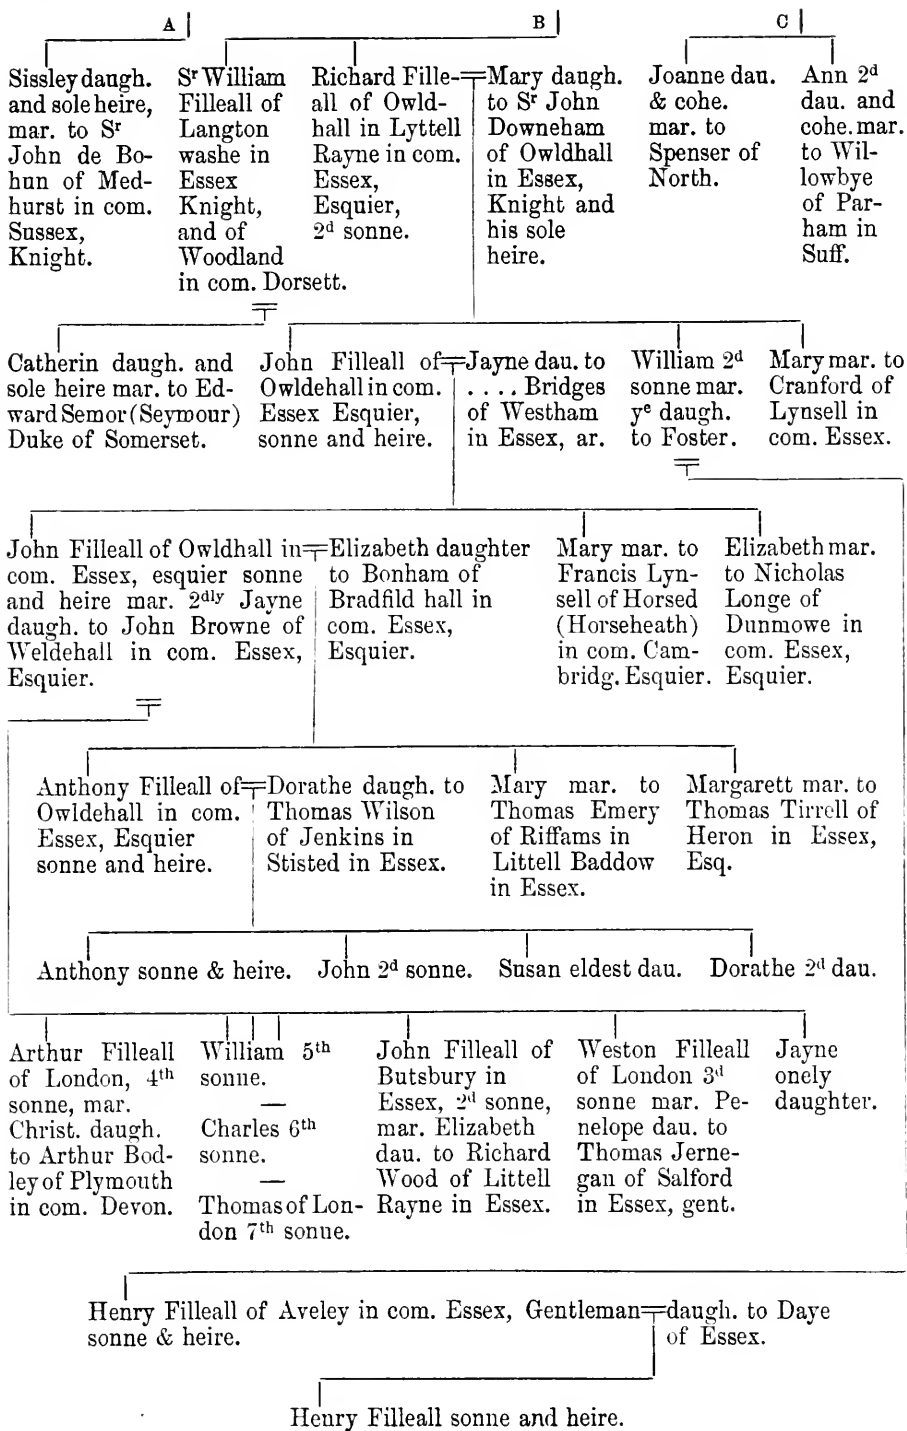 A B C
Sissley daugh.
and sole heire,
mar. to Sr
John de Bo-
hun of Med-
hurst in com.
Sussex,
Knight.
Sr William
Filleall of
Langton
washe in
Essex
Knight,
and of
Woodland
in com. Dorsett.
Richard Fille-
all of Owld-
hall in Lyttell
Rayne in com.
Essex,
Esquier,
2d sonne.
Mary daugh.
to Sr John
Downeham
of Owldhall
in Essex,
Knight and
his sole
heire.
Joanne dau.
& cohe.
mar. to
Spenser of
North.
Ann 2d
dau. and
cohe. mar.
to Wil-
lowbye
of Par-
ham in
Suff.
Catherin daugh. and
sole heire mar. to Ed-
ward Semor (Seymour)
Duke of Somerset.
John Filleall of
Owldehall in com.
Essex Esquier,
sonne and heire.
Jayne dau. to
. . . . Bridges
of Westham
in Essex, ar.
William 2d
sonne mar.
ye daugh.
to Foster.
Mary mar. to
Cranford of
Lynsell in
com. Essex.
John Filleall of Owldhall in
com. Essex, esquier sonne
and heire mar. 2dly Jayne
daugh. to John Browne of
Weldehall in com. Essex,
Esquier.
Elizabeth daughter
to Bonham of
Bradfild hall in
com. Essex,
Esquier.
Mary mar. to
Francis Lyn-
sell of Horsed
(Horseheath)
in com. Cam-
bridg. Esquier.
Elizabeth mar.
to Nicholas
Longe of
Dunmowe in
com. Essex,
Esquier.
Anthony Filleall of
Owldehall in com.
Essex, Esquier
sonne and heire.
Dorathe daugh. to
Thomas Wilson
of Jenkins in
Stisted in Essex.
Mary mar. to
Thomas Emery
of Riffams in
Littell Baddow
in Essex.
Margarett mar. to
Thomas Tirrell of
Heron in Essex,
Esq.
Anthony sonne & heire. John 2d sonne. Susan eldest dau. Dorathe 2d dau.
Arthur Filleall
of London, 4th
sonne, mar.
Christ. daugh.
to Arthur Bod-
ley of Plymouth
in com. Devon.
William 5th
sonne.
—
Charles 6th
sonne.
—
Thomas of Lon-
don 7th sonne.
John Filleall of
Butsbury in
Essex, 2d sonne,
mar. Elizabeth
dau. to Richard
Wood of Littell
Rayne in Essex.
Weston Filleall
of London 3d
sonne mar. Pe-
nelope dau. to
Thomas Jerne-
gan of Salford
in Essex, gent.
Jayne
onely
daughter.
Henry Filleall of Aveley in com. Essex, Gentleman
sonne & heire.
daugh. to Daye
of Essex.
Henry Filleall sonne and heire.